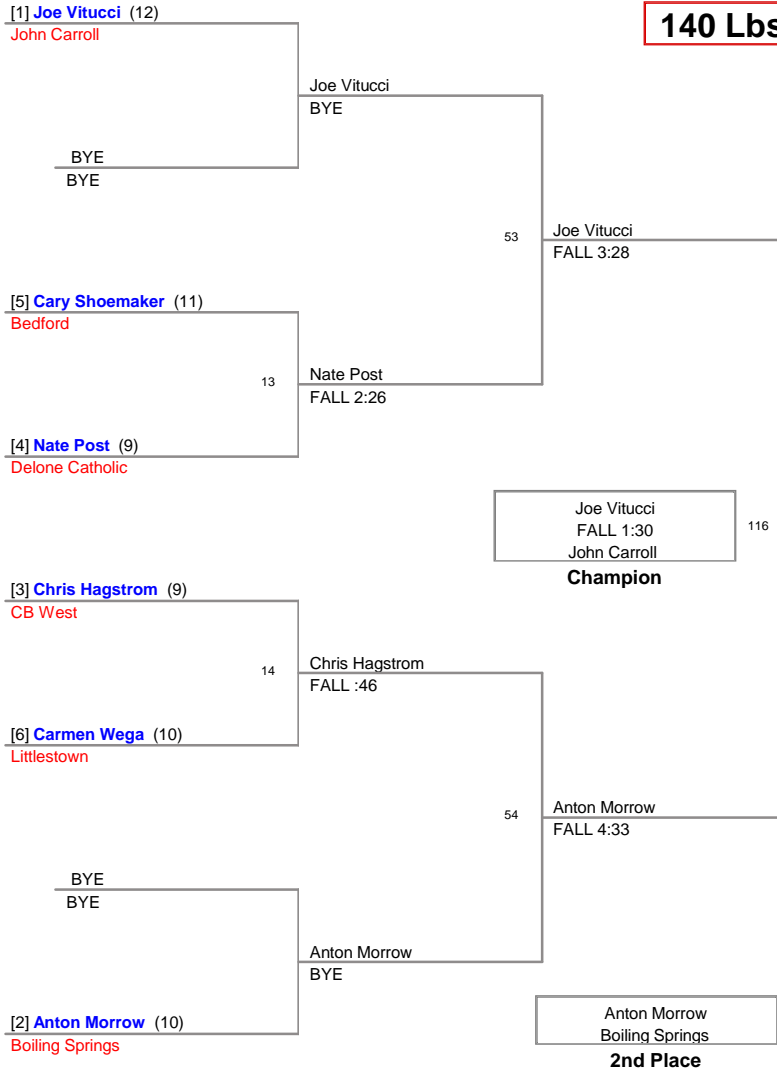 [1] Joe Vitucci (12)
John Carroll
140 Lbs
Joe Vitucci
BYE
BYE
BYE
53
Joe Vitucci
FALL 3:28
[5] Cary Shoemaker (11)
Bedford
13
Nate Post
FALL 2:26
[4] Nate Post (9)
Delone Catholic
Joe Vitucci
FALL 1:30
John Carroll
116
Champion
[3] Chris Hagstrom (9)
CB West
14
Chris Hagstrom
FALL :46
[6] Carmen Wega (10)
Littlestown
54
Anton Morrow
FALL 4:33
BYE
BYE
Anton Morrow
BYE
[2] Anton Morrow (10)
Boiling Springs
Anton Morrow
Boiling Springs
2nd Place